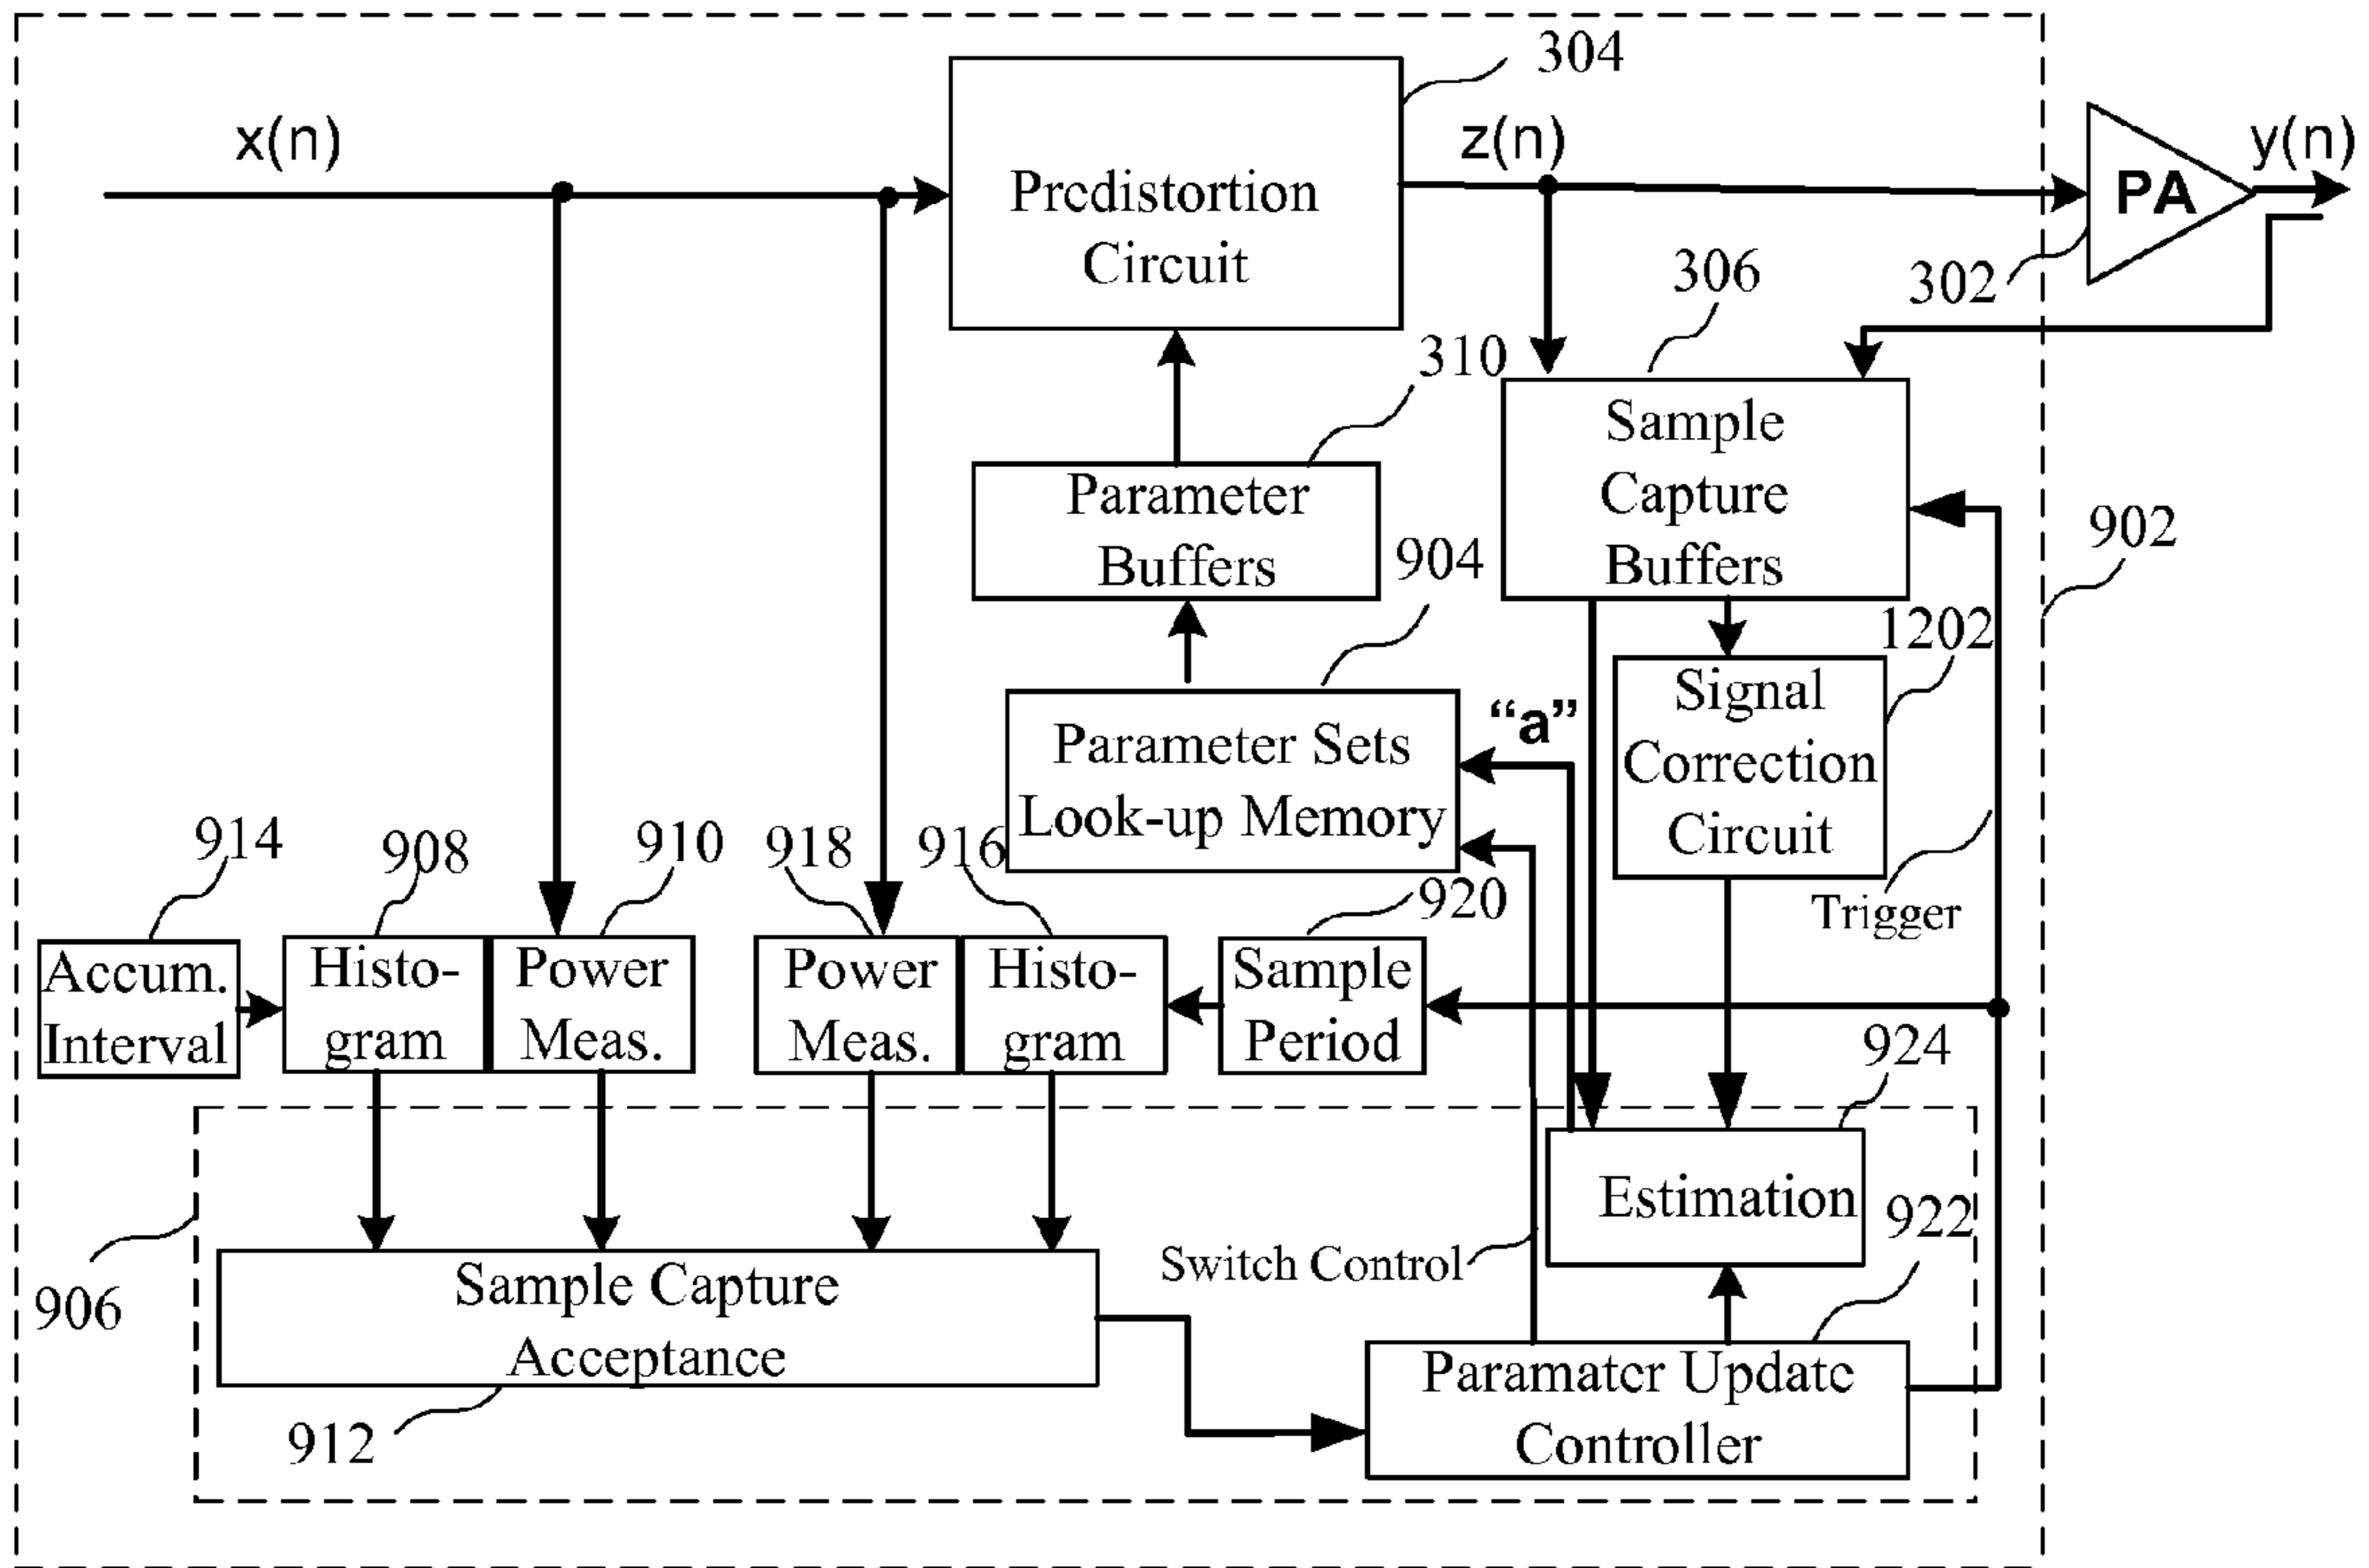 304
x(n)
z(n)
y(n)
Predistortion
Circuit
PA
302
306
310
Sample
Capture
Buffers
Parameter
Buffers
902
904
1202
Signal
Correction
Circuit
"a"
Parameter Sets
Look-up Memory
914
908
910
918
916
920
Trigger
Accum.
Interval
Histo-
gram
Power
Meas.
Power
Meas.
Histo-
gram
Sample
Period
924
Estimation
922
Switch Control
906
Sample Capture
Acceptance
912
Paramater Update
Controller